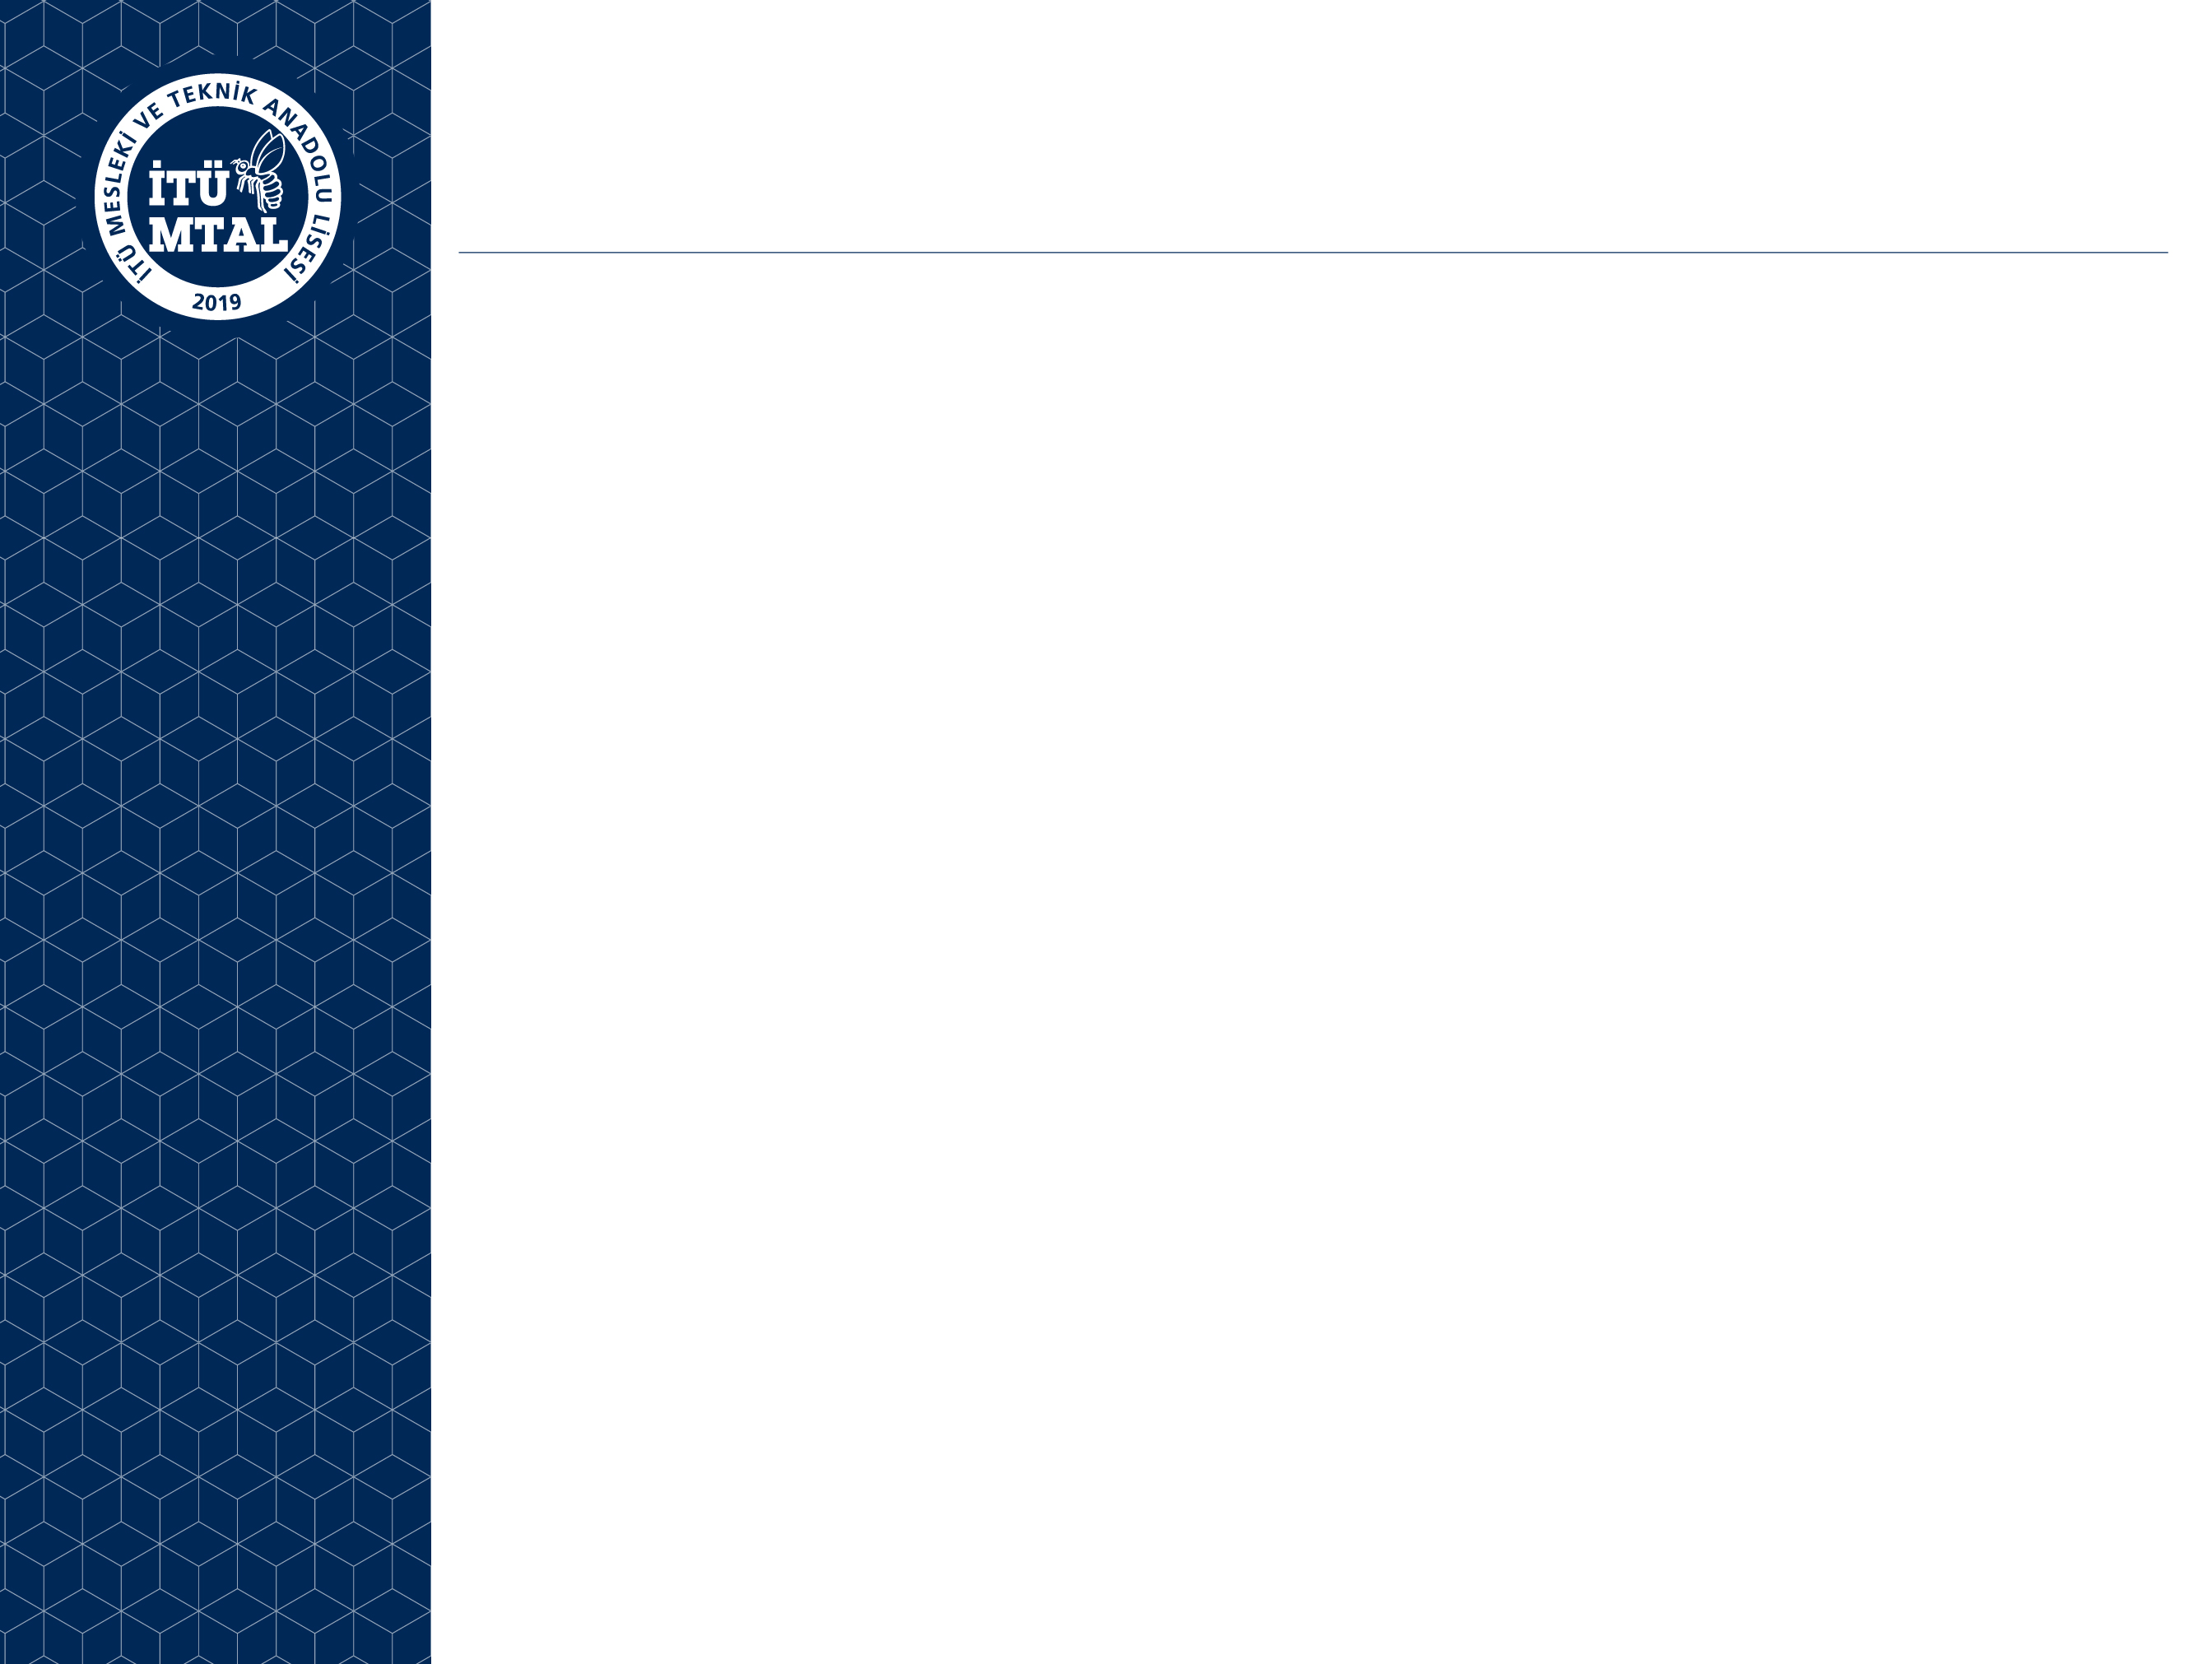 İTÜ MESLEKİ VE TEKNİK ANADOLU LİSESİ
İTÜ
MTAL
2019